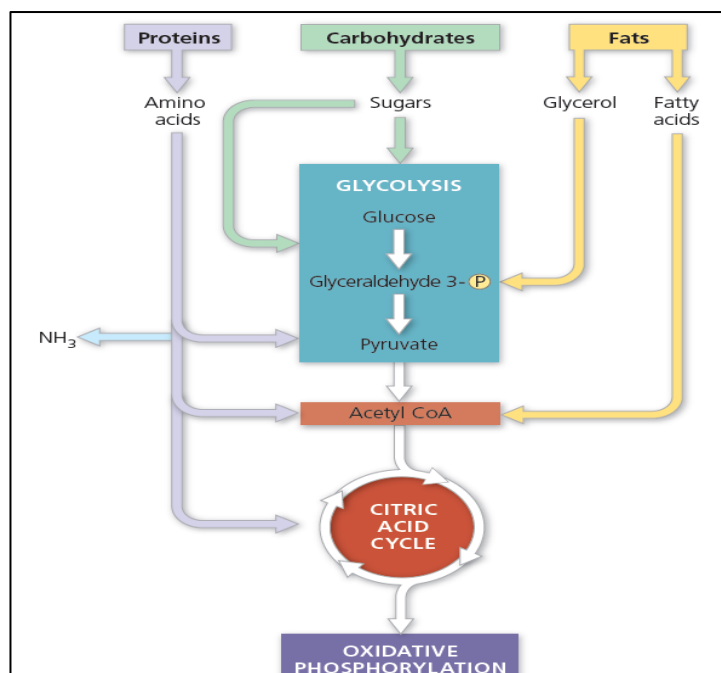 Proteins
Carbohydrates
Fats
Amino
acids
Sugars
Glycerol
Fatty
acids
GLYCOLYSIS
Glucose
Glyceraldehyde 3- P
NH3
Pyruvate
Acetyl CoA
CITRIC
ACID
CYCLE
OXIDATIVE
PHOSPHORYLATION